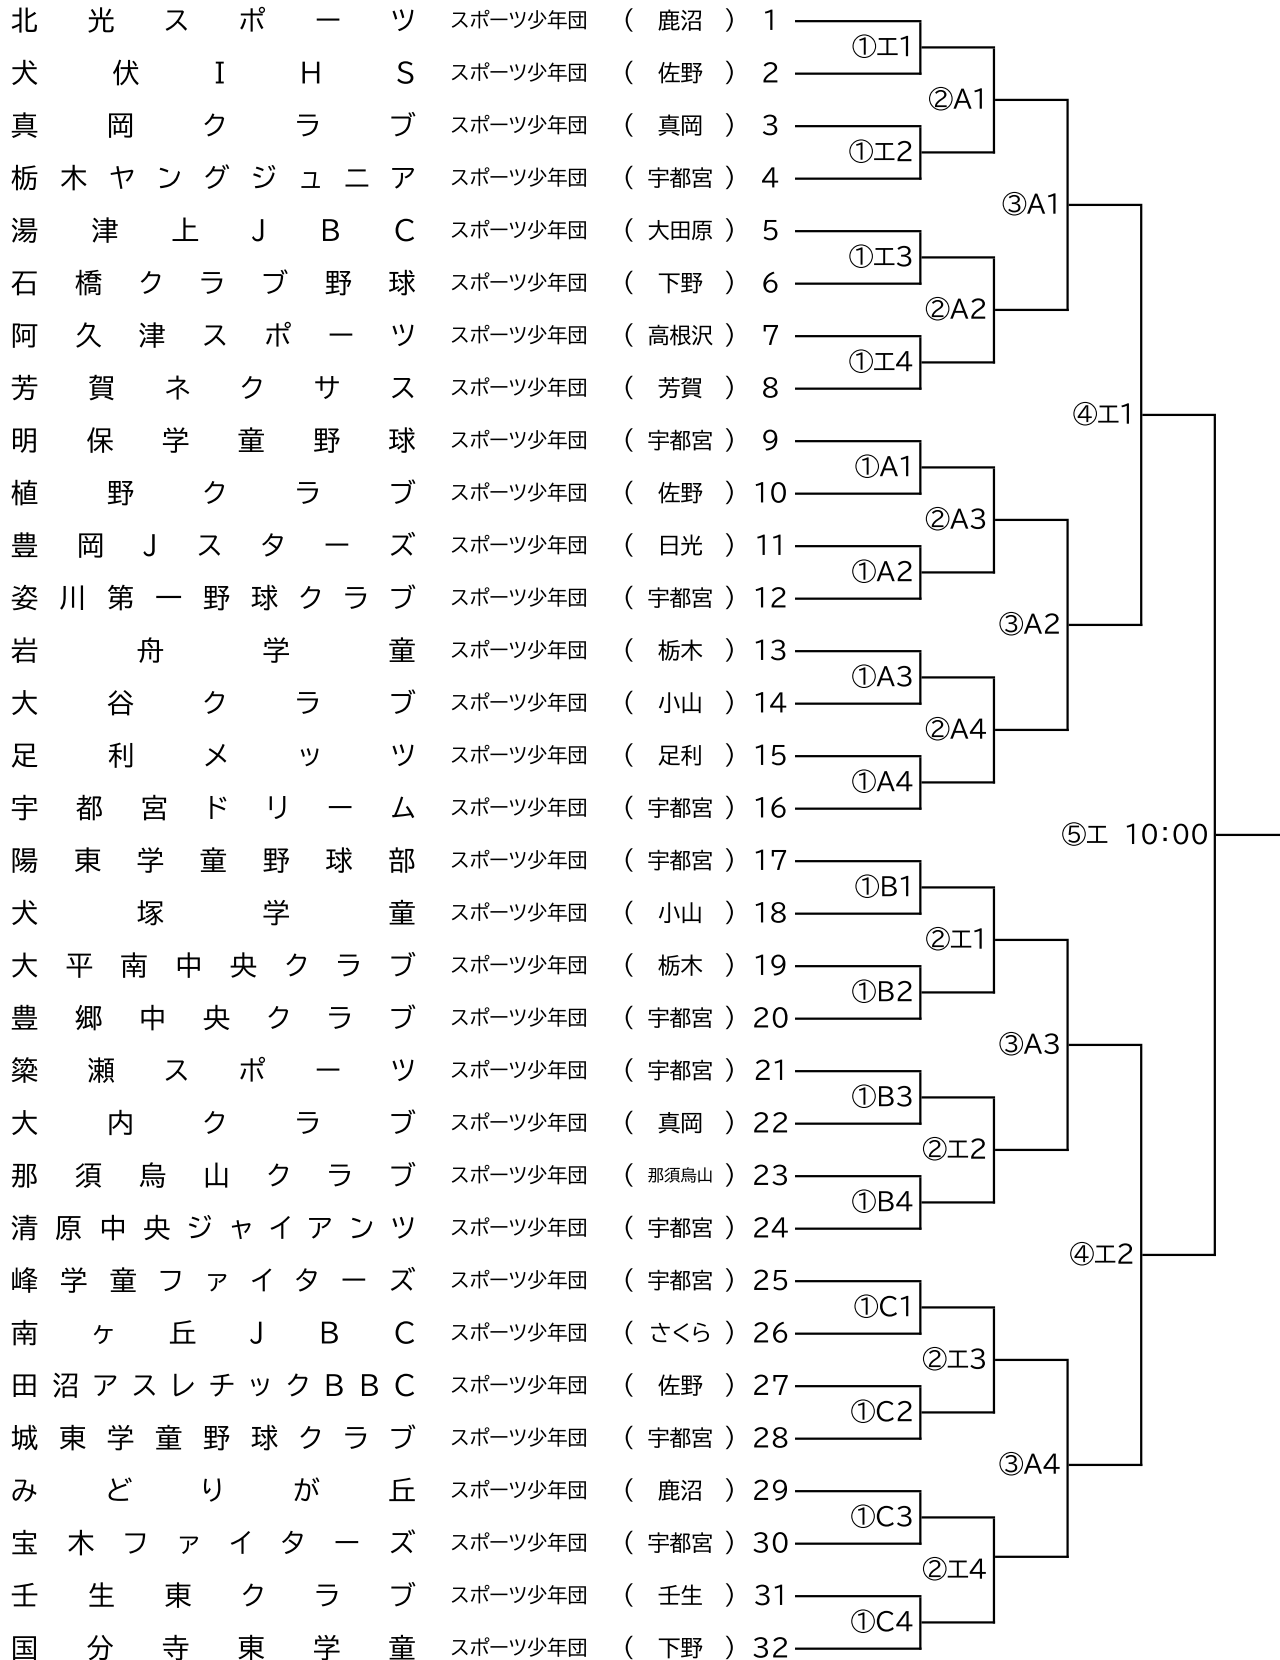 北光スポーツ スポーツ少年団 ( 鹿沼 ) 1
①エ1
犬伏IHS スポーツ少年団 ( 佐野 ) 2
②A1
真岡クラブ スポーツ少年団 ( 真岡 ) 3
①エ2
栃木ヤングジュニア スポーツ少年団 ( 宇都宮 ) 4
③A1
湯津上JBC スポーツ少年団 ( 大田原 ) 5
①エ3
石橋クラブ野球 スポーツ少年団 ( 下野 ) 6
②A2
阿久津スポーツ スポーツ少年団 ( 高根沢 ) 7
①エ4
芳賀ネクサス スポーツ少年団 ( 芳賀 ) 8
④エ1
明保学童野球 スポーツ少年団 ( 宇都宮 ) 9
①A1
植野クラブ スポーツ少年団 ( 佐野 ) 10
②A3
豊岡Jスターズ スポーツ少年団 ( 日光 ) 11
①A2
姿川第一野球クラブ スポーツ少年団 ( 宇都宮 ) 12
③A2
岩舟学童 スポーツ少年団 ( 栃木 ) 13
①A3
大谷クラブ スポーツ少年団 ( 小山 ) 14
②A4
足利メッツ スポーツ少年団 ( 足利 ) 15
①A4
宇都宮ドリーム スポーツ少年団 ( 宇都宮 ) 16
⑤エ 10:00
陽東学童野球部 スポーツ少年団 ( 宇都宮 ) 17
①B1
犬塚学童 スポーツ少年団 ( 小山 ) 18
②エ1
大平南中央クラブ スポーツ少年団 ( 栃木 ) 19
①B2
豊郷中央クラブ スポーツ少年団 ( 宇都宮 ) 20
③A3
簗瀬スポーツ スポーツ少年団 ( 宇都宮 ) 21
①B3
大内クラブ スポーツ少年団 ( 真岡 ) 22
②エ2
那須烏山クラブ スポーツ少年団 ( 那須烏山 ) 23
①B4
清原中央ジャイアンツ スポーツ少年団 ( 宇都宮 ) 24
④エ2
峰学童ファイターズ スポーツ少年団 ( 宇都宮 ) 25
①C1
南ヶ丘JBC スポーツ少年団 ( さくら ) 26
②エ3
田沼アスレチックBBC スポーツ少年団 ( 佐野 ) 27
①C2
城東学童野球クラブ スポーツ少年団 ( 宇都宮 ) 28
③A4
みどりが丘 スポーツ少年団 ( 鹿沼 ) 29
①C3
宝木ファイターズ スポーツ少年団 ( 宇都宮 ) 30
②エ4
壬生東クラブ スポーツ少年団 ( 壬生 ) 31
①C4
国分寺東学童 スポーツ少年団 ( 下野 ) 32